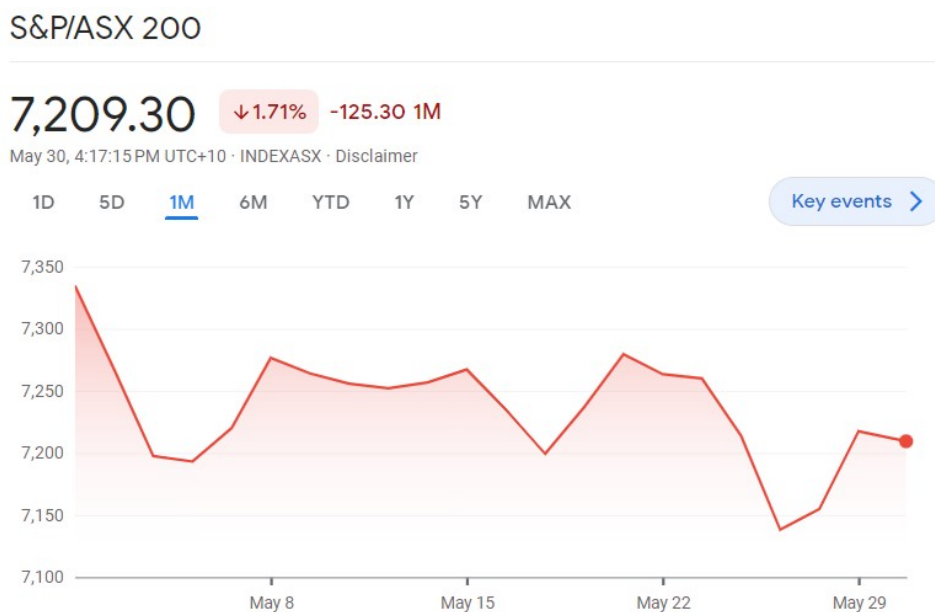 S&P/ASX 200
7,209.30 ↓1.71% -125.30 1M
May 30, 4:17:15 PM UTC+10 · INDEXASX · Disclaimer
1D 5D 1M 6M YTD 1Y 5Y MAX Key events >
7,350
7,300
7,250
7,200
7,150
7,100
May 8 May 15 May 22 May 29